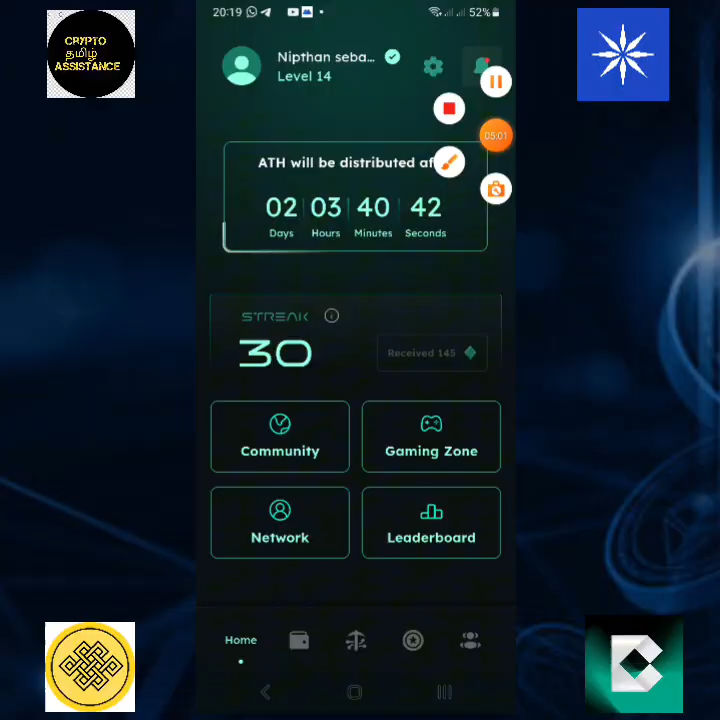 CRYPTO
தமிழ்
ASSISTANCE
20:19
52%
Nipthan seba...
Level 14
05:01
ATH will be distributed af
02 03 40 42
Days Hours Minutes Seconds
STREAK
30
Received 145
Community
Gaming Zone
Network
Leaderboard
Home